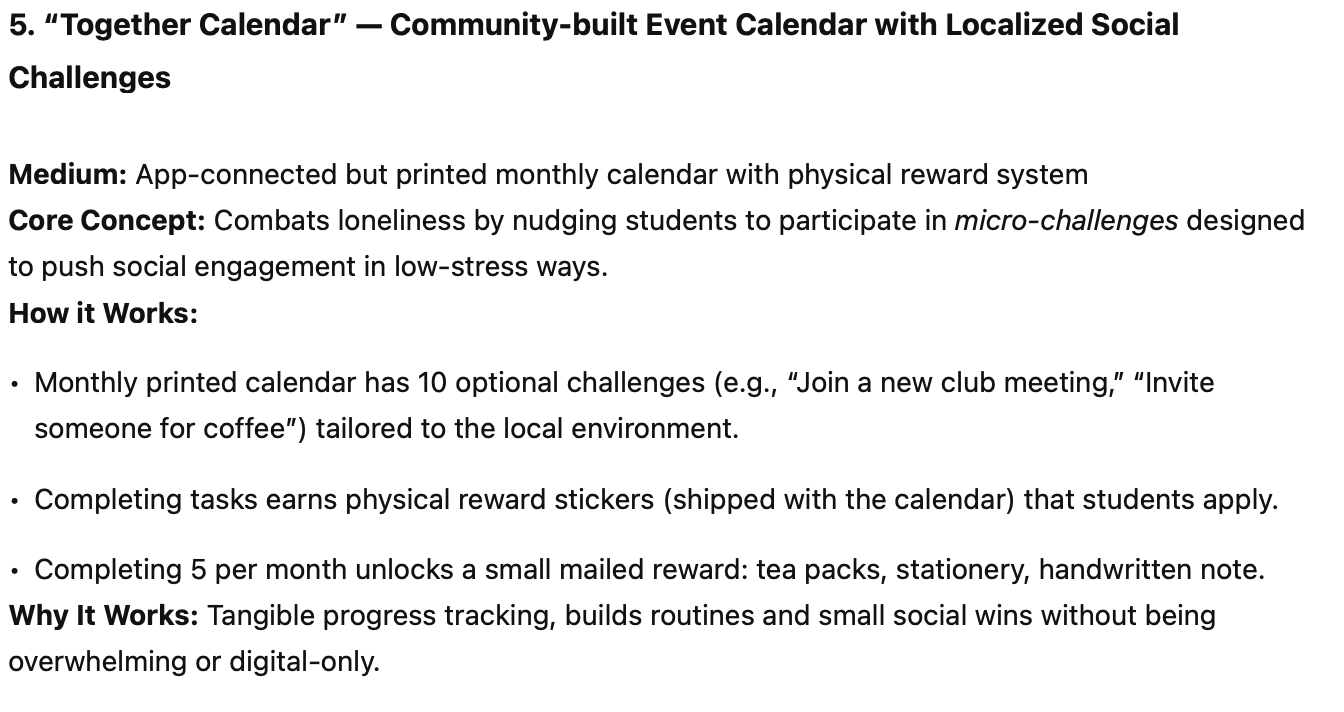 5. “Together Calendar” — Community-built Event Calendar with Localized Social
Challenges
Medium: App-connected but printed monthly calendar with physical reward system
Core Concept: Combats loneliness by nudging students to participate in micro-challenges designed
to push social engagement in low-stress ways.
How it Works:
• Monthly printed calendar has 10 optional challenges (e.g., “Join a new club meeting,” “Invite
someone for coffee”) tailored to the local environment.
• Completing tasks earns physical reward stickers (shipped with the calendar) that students apply.
• Completing 5 per month unlocks a small mailed reward: tea packs, stationery, handwritten note.
Why It Works: Tangible progress tracking, builds routines and small social wins without being
overwhelming or digital-only.